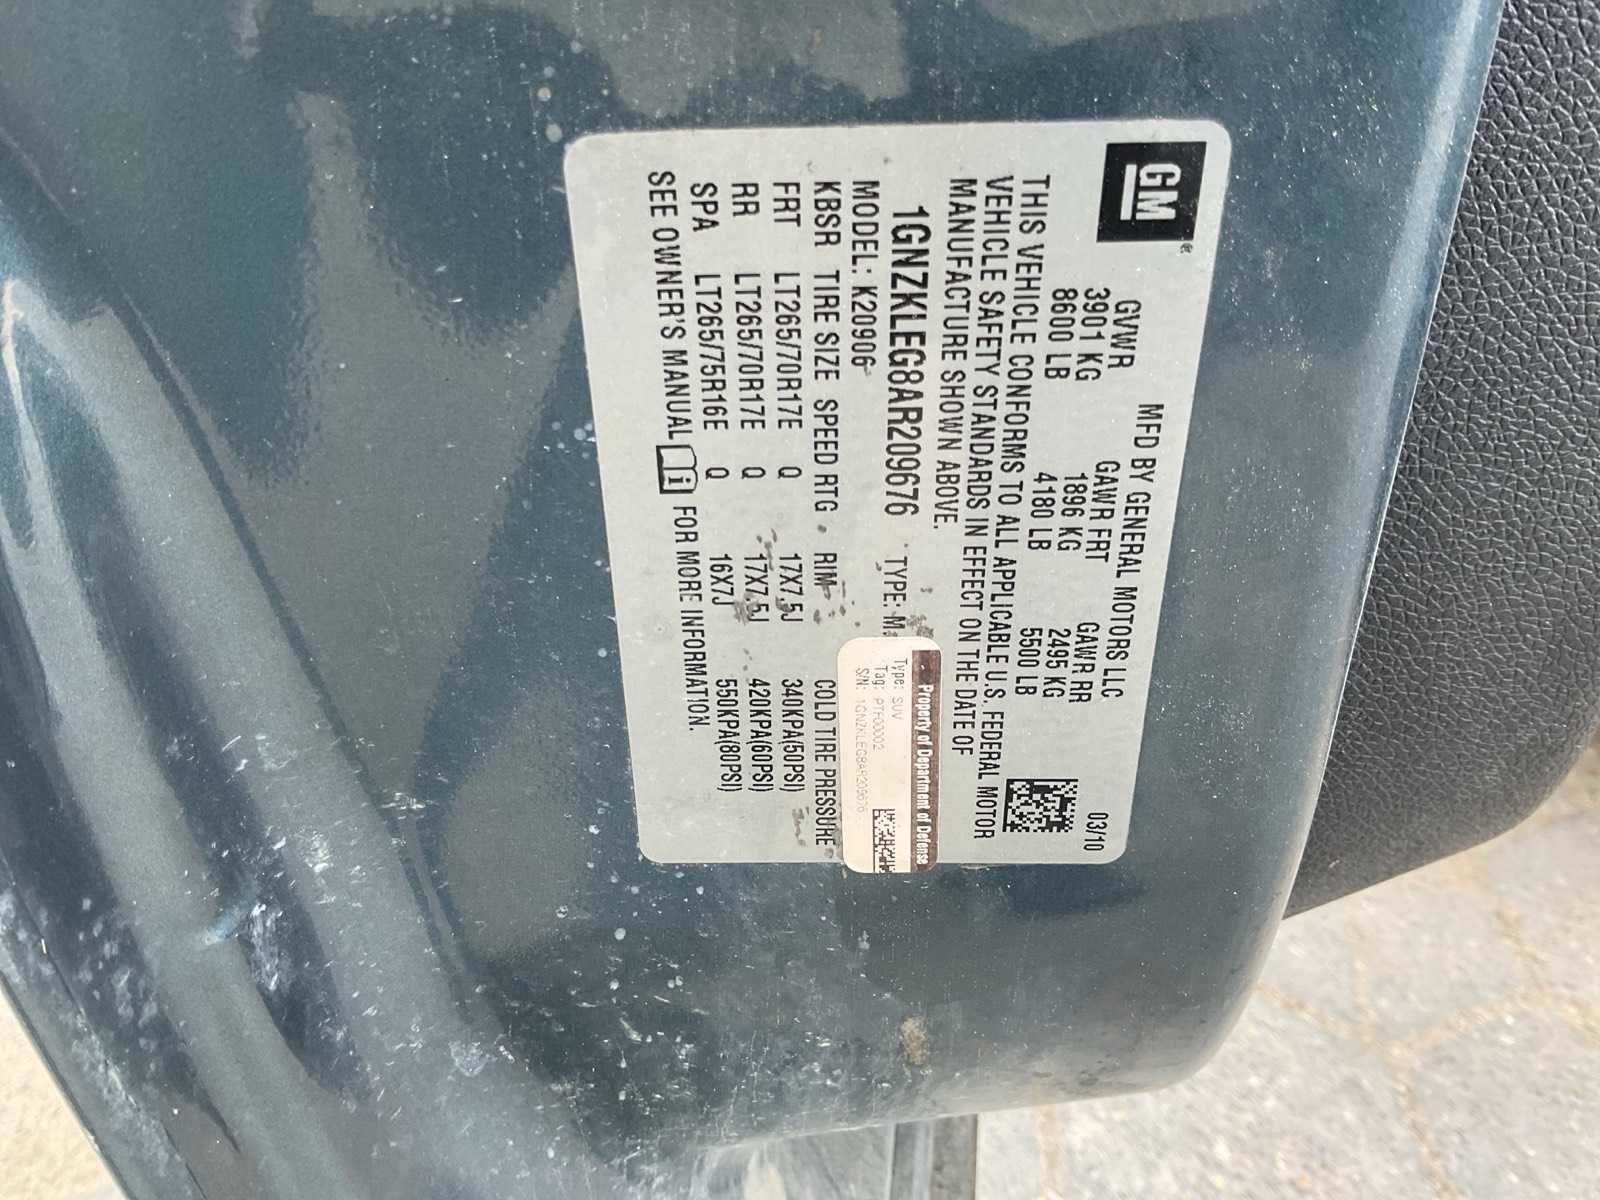 GM®
MFD BY GENERAL MOTORS LLC 03/10
GVWR GAWR FRT GAWR RR
3901 KG 1896 KG 2495 KG
8600 LB 4180 LB 5500 LB
THIS VEHICLE CONFORMS TO ALL APPLICABLE U.S. FEDERAL MOTOR
VEHICLE SAFETY STANDARDS IN EFFECT ON THE DATE OF
MANUFACTURE SHOWN ABOVE.
1GNZKLEG8AR209676 TYPE: M.
MODEL: K20906
KBSR TIRE SIZE SPEED RTG RIM COLD TIRE PRESSURE
FRT LT265/70R17E Q 17X7.5J 340KPA(50PSI)
RR LT265/70R17E Q 17X7.5J 420KPA(60PSI)
SPA LT265/75R16E Q 16X7J 550KPA(80PSI)
SEE OWNER'S MANUAL i FOR MORE INFORMATION.
Property of Department of Defense
Type: SUV
Tag: PTH00002
S/N: 1GNZKLEG8AR209676